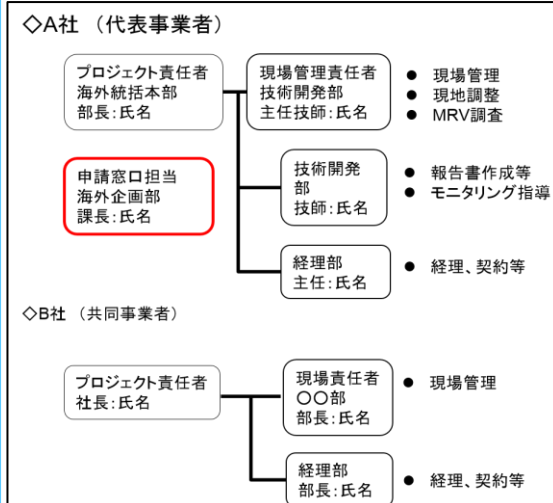 ◇A社 （代表事業者）
プロジェクト責任者
海外統括本部
部長：氏名
現場管理責任者
技術開発部
主任技師：氏名
● 現場管理
● 現地調整
● MRV調査
申請窓口担当
海外企画部
課長：氏名
技術開発
部
技師：氏名
● 報告書作成等
● モニタリング指導
経理部
主任：氏名
● 経理、契約等
◇B社 （共同事業者）
プロジェクト責任者
社長：氏名
現場責任者
〇〇部
部長：氏名
● 現場管理
経理部
部長：氏名
● 経理、契約等